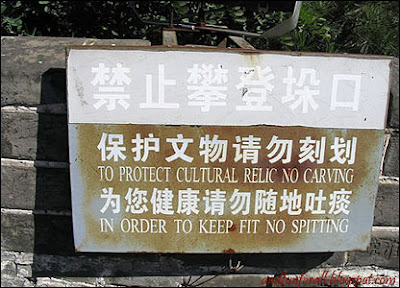 禁止攀登垛口
保护文物请勿刻划
TO PROTECT CULTURAL RELIC NO CARVING
为您健康请勿随地吐痰
IN ORDER TO KEEP FIT NO SPITTING